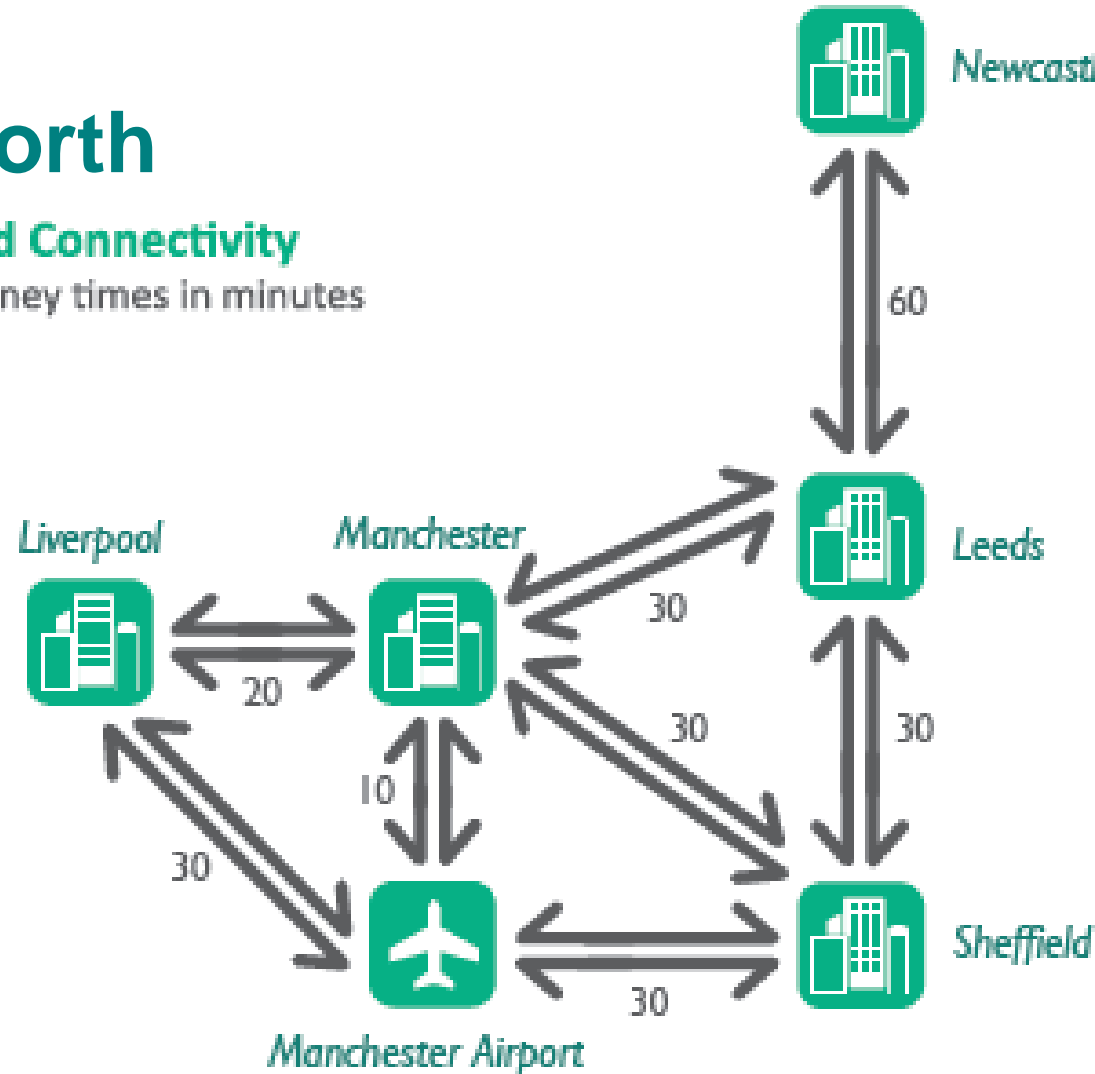 orth
d Connectivity
ney times in minutes
Newcastl
60
Liverpool
Manchester
Leeds
30
20
30
30
10
30
Sheffield
30
Manchester Airport